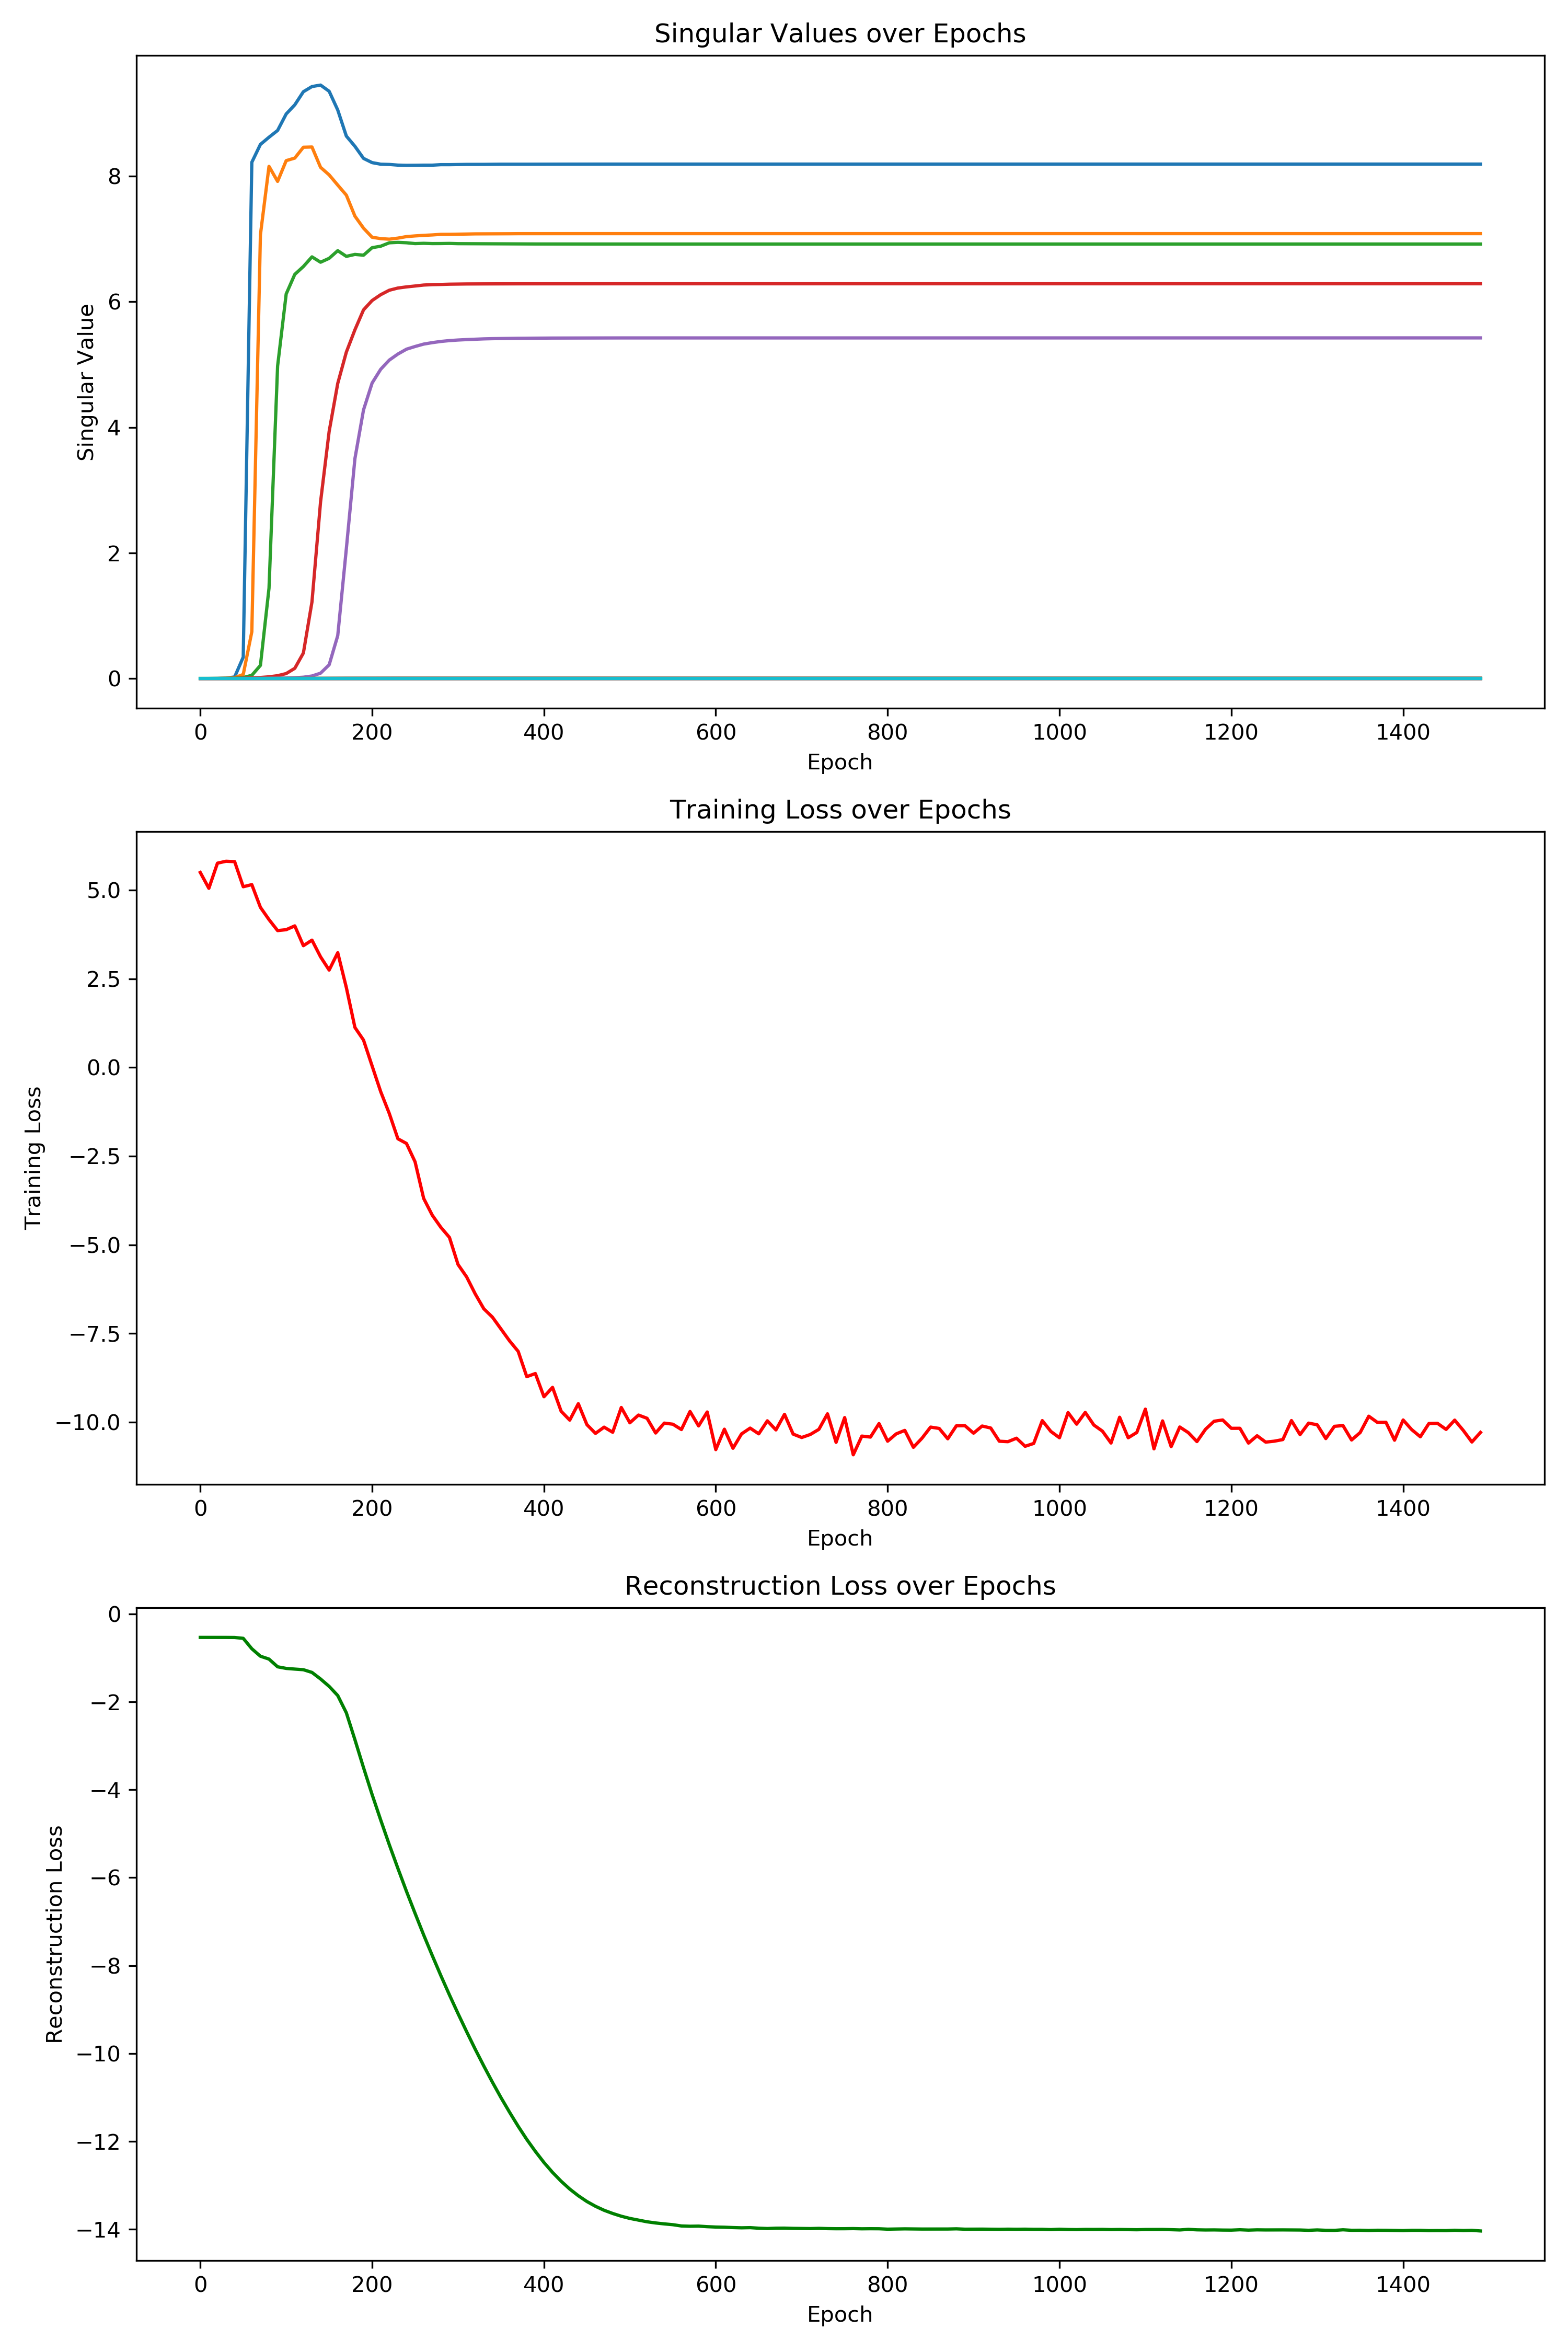 Singular Values over Epochs
8
6
4
2
0
Singular Value
0 200 400 600 800 1000 1200 1400
Epoch
Training Loss over Epochs
5.0
2.5
0.0
−2.5
−5.0
−7.5
−10.0
Training Loss
0 200 400 600 800 1000 1200 1400
Epoch
Reconstruction Loss over Epochs
0
−2
−4
−6
−8
−10
−12
−14
Reconstruction Loss
0 200 400 600 800 1000 1200 1400
Epoch